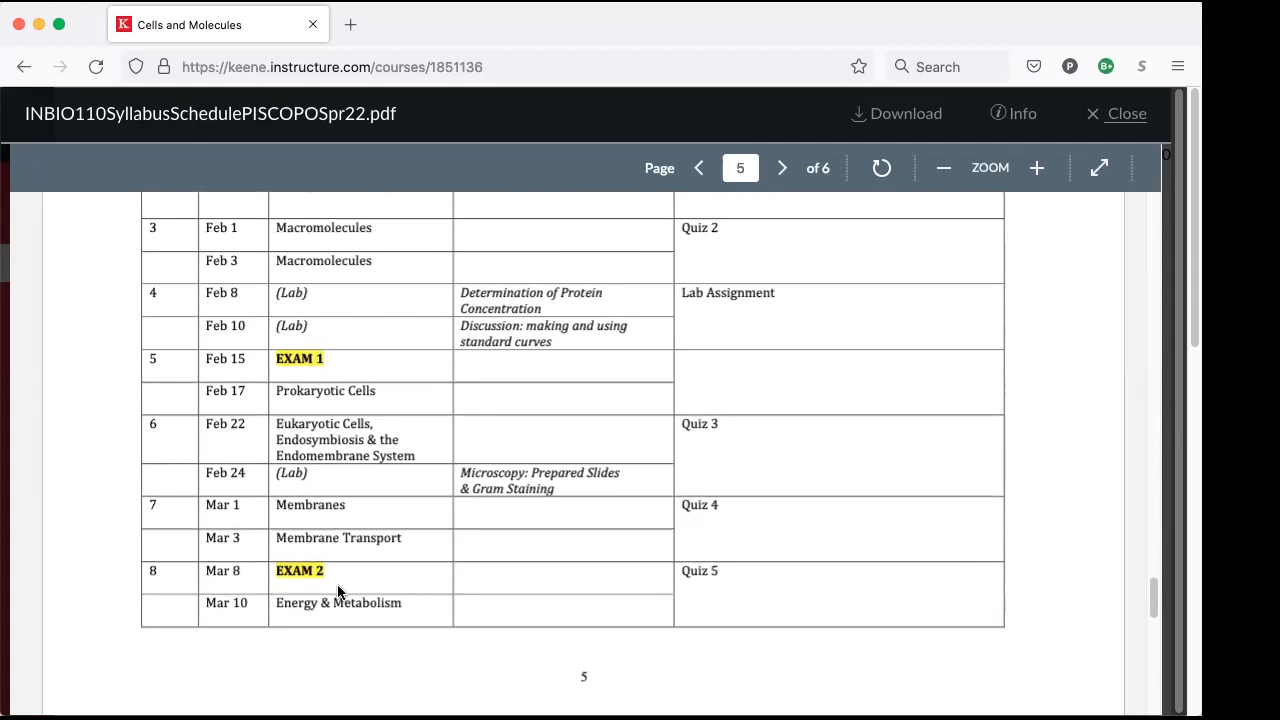 Cells and Molecules
https://keene.instructure.com/courses/1851136
Search
P
B+
S
INBIO110SyllabusSchedulePISCOPOSpr22.pdf
Download
Info
Close
Page
5
of 6
ZOOM
0
3 Feb 1 Macromolecules Quiz 2
Feb 3 Macromolecules
4 Feb 8 (Lab) Determination of Protein Lab Assignment
Concentration
Feb 10 (Lab) Discussion: making and using
standard curves
5 Feb 15 EXAM 1
Feb 17 Prokaryotic Cells
6 Feb 22 Eukaryotic Cells, Quiz 3
Endosymbiosis & the
Endomembrane System
Feb 24 (Lab) Microscopy: Prepared Slides
& Gram Staining
7 Mar 1 Membranes Quiz 4
Mar 3 Membrane Transport
8 Mar 8 EXAM 2 Quiz 5
Mar 10 Energy & Metabolism
5